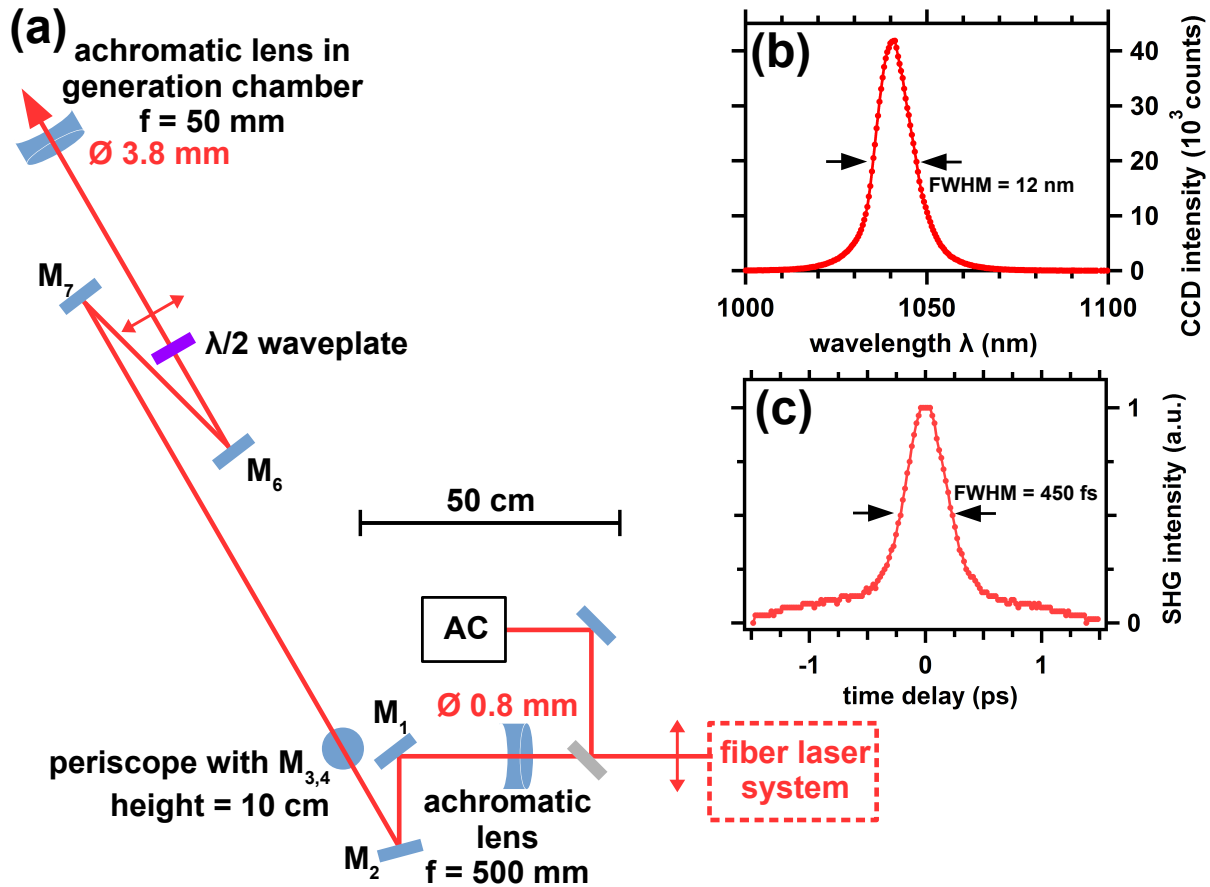 (a)
achromatic lens in
generation chamber
f = 50 mm
Ø 3.8 mm
M7
λ/2 waveplate
M6
50 cm
AC
Ø 0.8 mm
M1
fiber laser
system
periscope with M3,4
height = 10 cm
achromatic
lens
f = 500 mm
M2
(b)
FWHM = 12 nm
40
30
20
10
0
CCD intensity (10³ counts)
1000
1050
1100
wavelength λ (nm)
(c)
FWHM = 450 fs
1
0
SHG intensity (a.u.)
-1
0
1
time delay (ps)